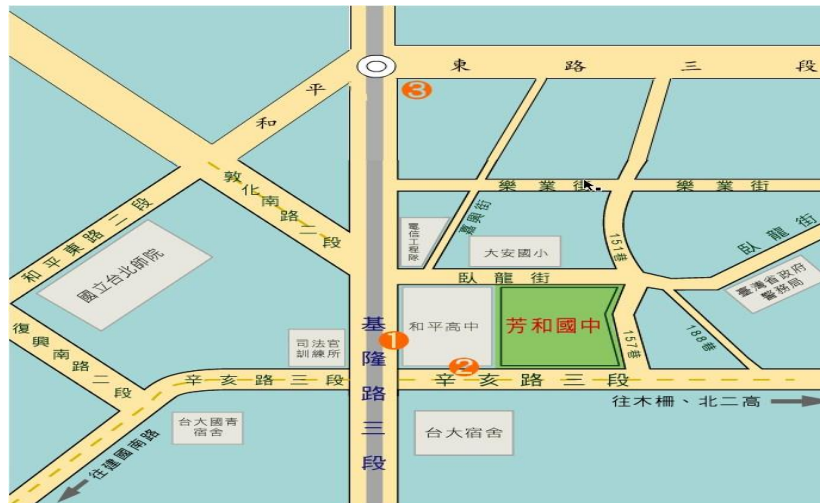 東路三段
和平
3
敦化南路二段
樂業街
樂業街
嘉興街
電信工程隊
大安國小
151巷
臥龍街
和平東路二段
國立台北師院
臥龍街
臺灣省政府
警務局
復興南路二段
司法官
訓練所
基隆路三段
1
和平高中
芳和國中
157巷
188巷
2
辛亥路三段
辛亥路三段
往木柵、北二高
台大國青
宿舍
台大宿舍
往建國南路